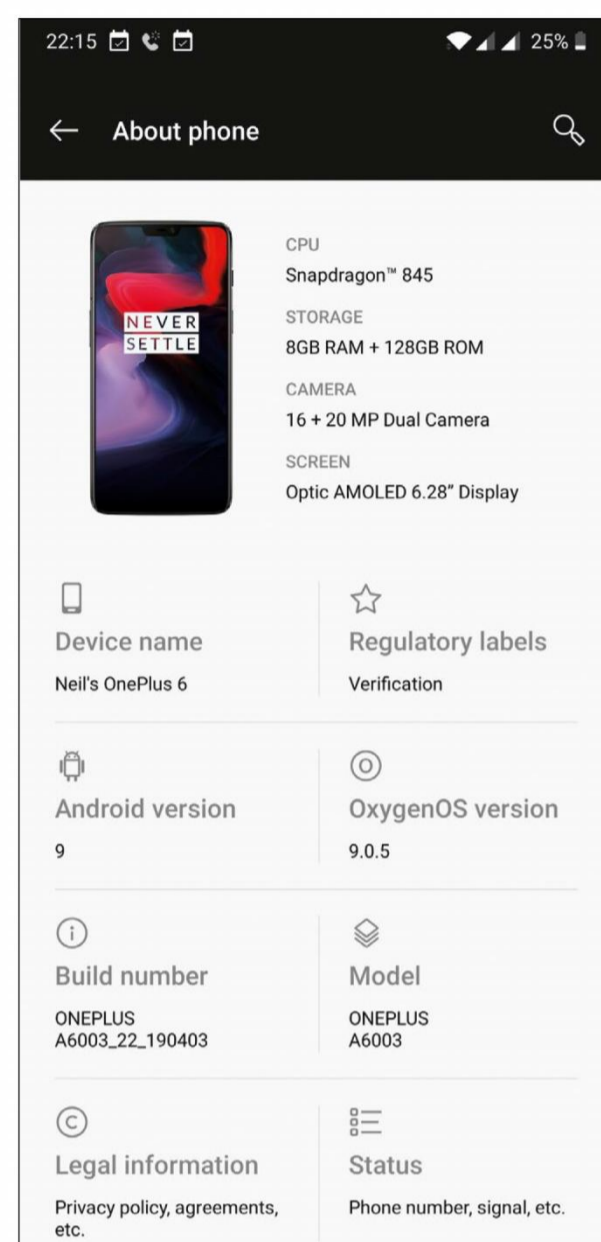 22:15 25%
About phone
NEVER
SETTLE
CPU
Snapdragon™ 845
STORAGE
8GB RAM + 128GB ROM
CAMERA
16 + 20 MP Dual Camera
SCREEN
Optic AMOLED 6.28” Display
Device name
Neil's OnePlus 6
Regulatory labels
Verification
Android version
9
OxygenOS version
9.0.5
Build number
ONEPLUS
A6003_22_190403
Model
ONEPLUS
A6003
Legal information
Privacy policy, agreements,
etc.
Status
Phone number, signal, etc.